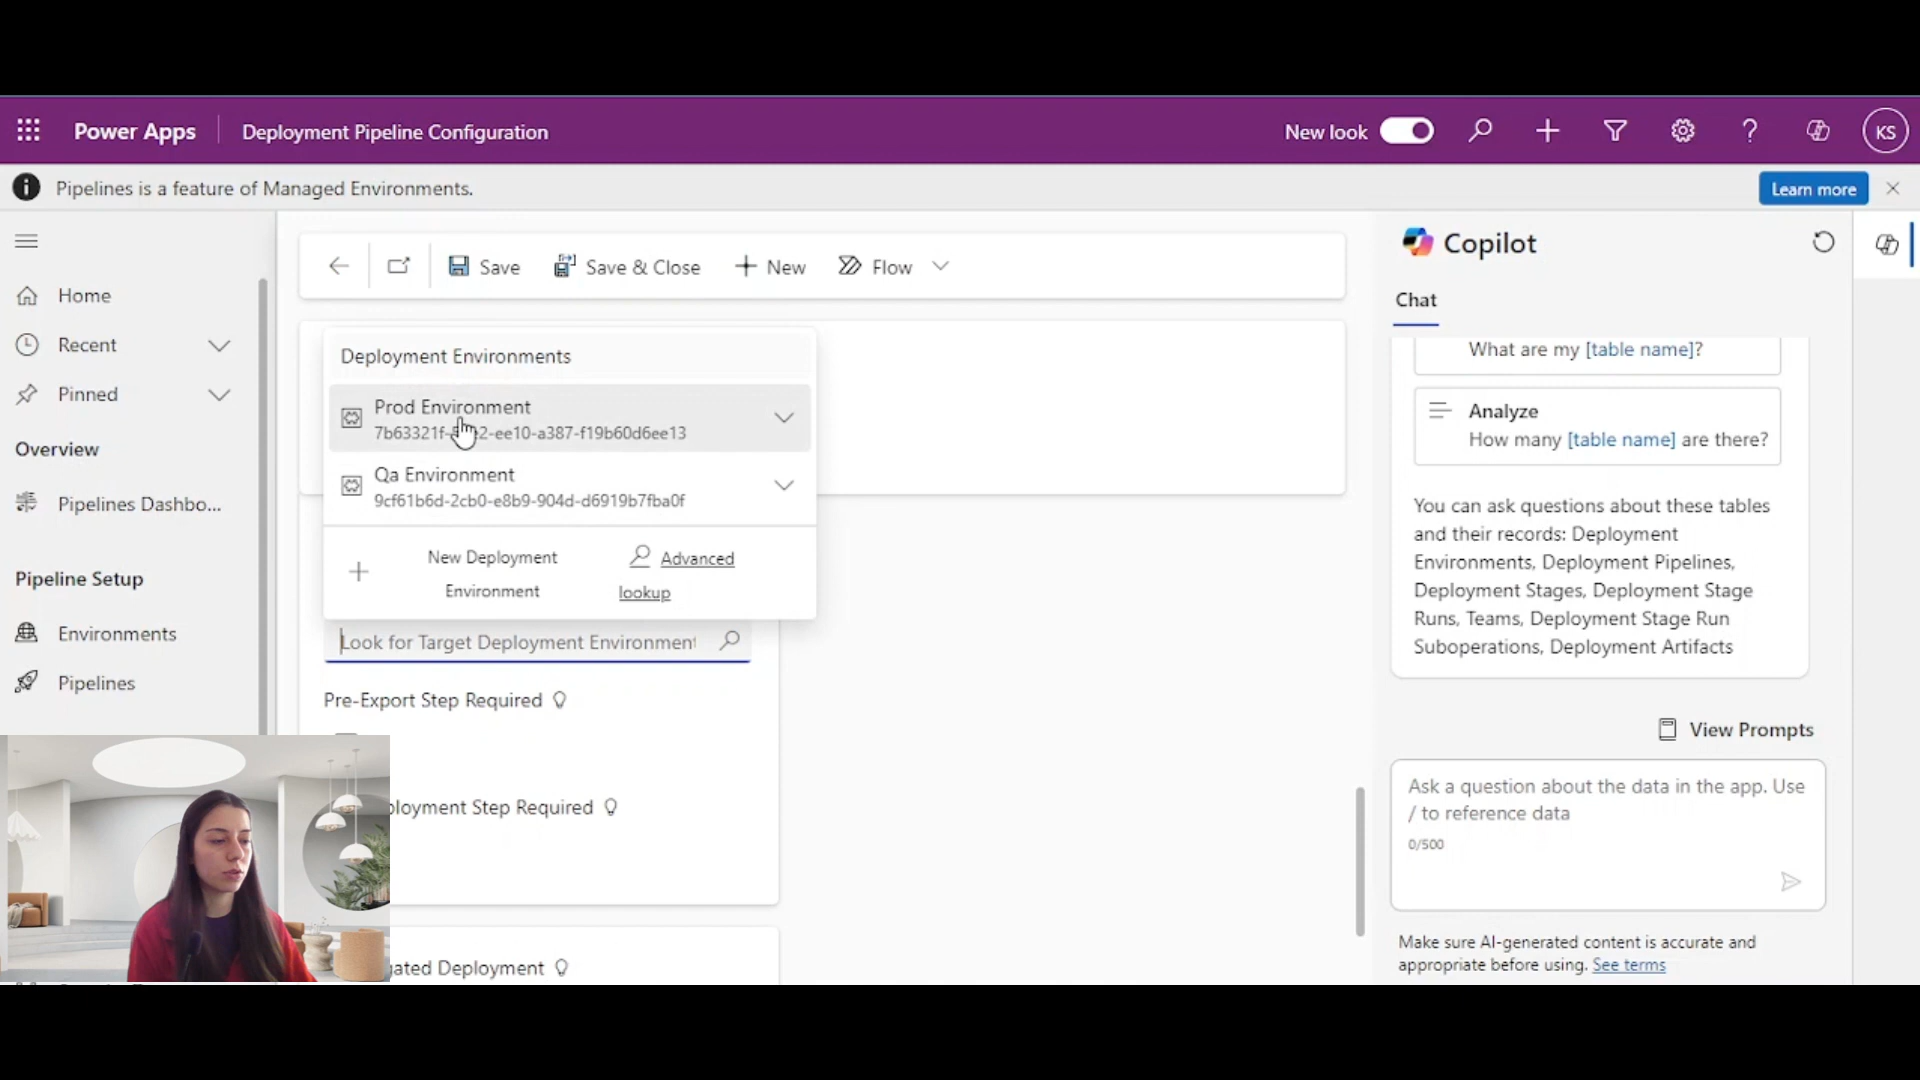 Power Apps
Deployment Pipeline Configuration
New look
KS
Pipelines is a feature of Managed Environments.
Learn more
Home
Recent
Pinned
Overview
Pipelines Dashbo...
Pipeline Setup
Environments
Pipelines
Save
Save & Close
New
Flow
Deployment Environments
Prod Environment
Qa Environment
9cf61b6d-2cb0-e8b9-904d-d6919b7fba0f
New Deployment
Environment
Advanced
lookup
Look for Target Deployment Environment
Pre-Export Step Required
ployment Step Required
gated Deployment
Copilot
Chat
What are my [table name]?
Analyze
How many [table name] are there?
You can ask questions about these tables
and their records: Deployment
Environments, Deployment Pipelines,
Deployment Stages, Deployment Stage
Runs, Teams, Deployment Stage Run
Suboperations, Deployment Artifacts
View Prompts
Ask a question about the data in the app. Use
/ to reference data
0/500
Make sure AI-generated content is accurate and
appropriate before using. See terms